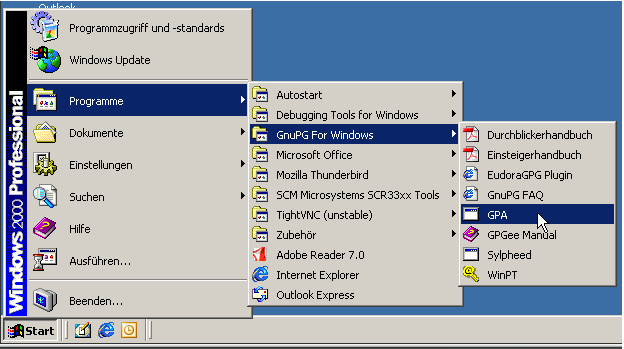 Outlook
Programmzugriff und -standards
Windows Update
Programme
Dokumente
Einstellungen
Suchen
Hilfe
Ausführen...
Beenden...
Windows 2000 Professional
Autostart
Debugging Tools for Windows
GnuPG For Windows
Microsoft Office
Mozilla Thunderbird
SCM Microsystems SCR33xx Tools
TightVNC (unstable)
Zubehör
Adobe Reader 7.0
Internet Explorer
Outlook Express
Durchblickerhandbuch
Einsteigerhandbuch
EudoraGPG Plugin
GnuPG FAQ
GPA
GPGee Manual
Sylpheed
WinPT
Start